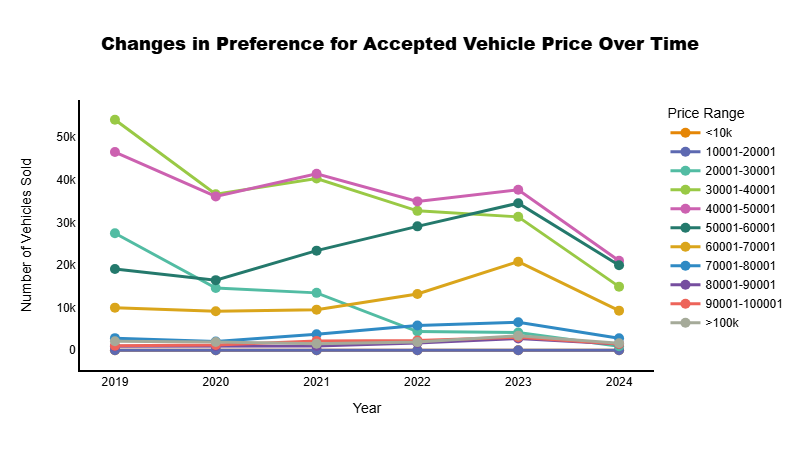 Changes in Preference for Accepted Vehicle Price Over Time
Price Range
<10k
10001-20001
20001-30001
30001-40001
40001-50001
50001-60001
60001-70001
70001-80001
80001-90001
90001-100001
>100k
Number of Vehicles Sold
50k
40k
30k
20k
10k
0
2019 2020 2021 2022 2023 2024
Year